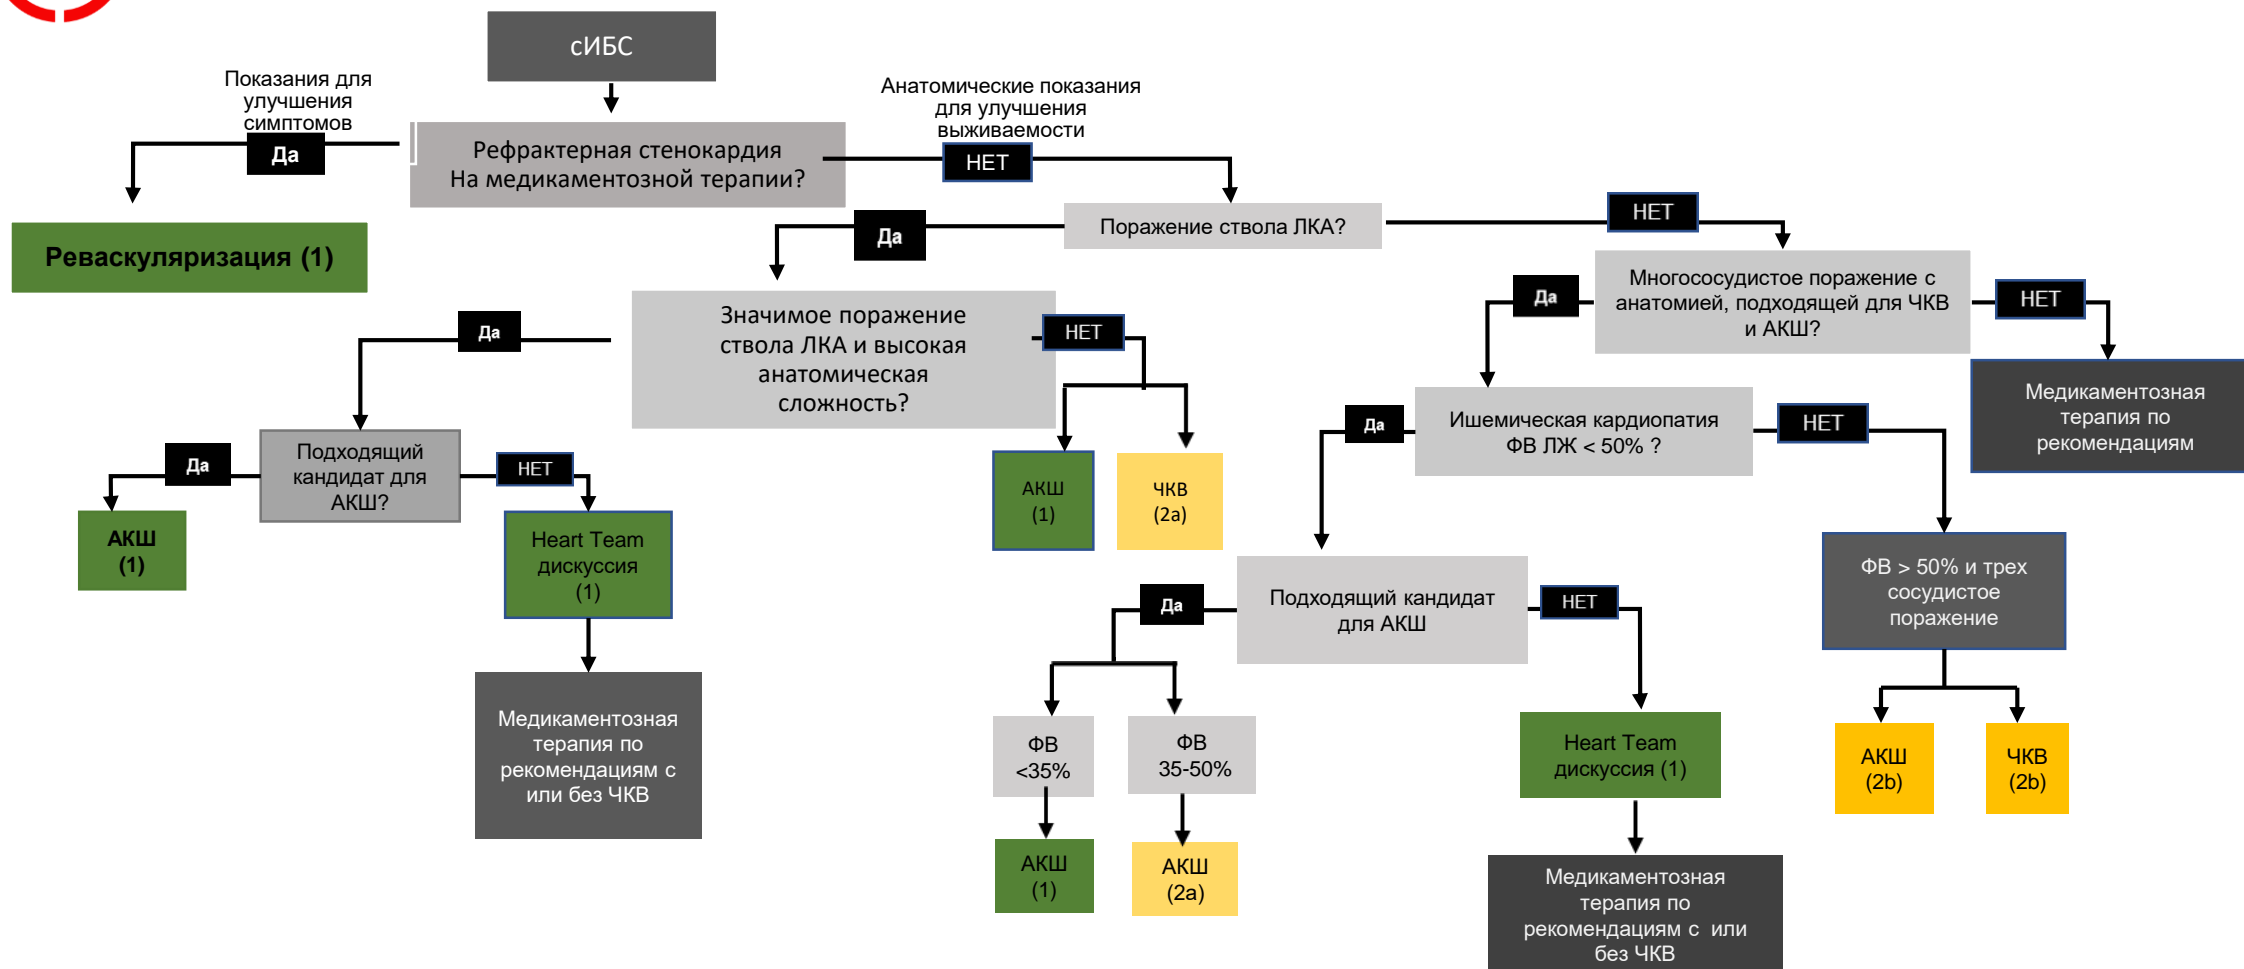 сИБС
Показания для
улучшения
симптомов
Да
Рефрактерная стенокардия
На медикаментозной терапии?
Анатомические показания
для улучшения
выживаемости
НЕТ
Реваскуляризация (1)
Да
Поражение ствола ЛКА?
НЕТ
Да
Значимое поражение
ствола ЛКА и высокая
анатомическая
сложность?
НЕТ
Да
Многососудистое поражение с
анатомией, подходящей для ЧКВ
и АКШ?
НЕТ
Медикаментозная
терапия по
рекомендациям
Да
Подходящий
кандидат для
АКШ?
НЕТ
АКШ
(1)
ЧКВ
(2a)
Да
Ишемическая кардиопатия
ФВ ЛЖ < 50% ?
НЕТ
АКШ
(1)
Heart Team
дискуссия
(1)
Медикаментозная
терапия по
рекомендациям с
или без ЧКВ
Да
Подходящий кандидат
для АКШ
НЕТ
ФВ > 50% и трех
сосудистое
поражение
ФВ
<35%
ФВ
35-50%
Heart Team
дискуссия (1)
АКШ
(2b)
ЧКВ
(2b)
АКШ
(1)
АКШ
(2a)
Медикаментозная
терапия по
рекомендациям с  или
без ЧКВ